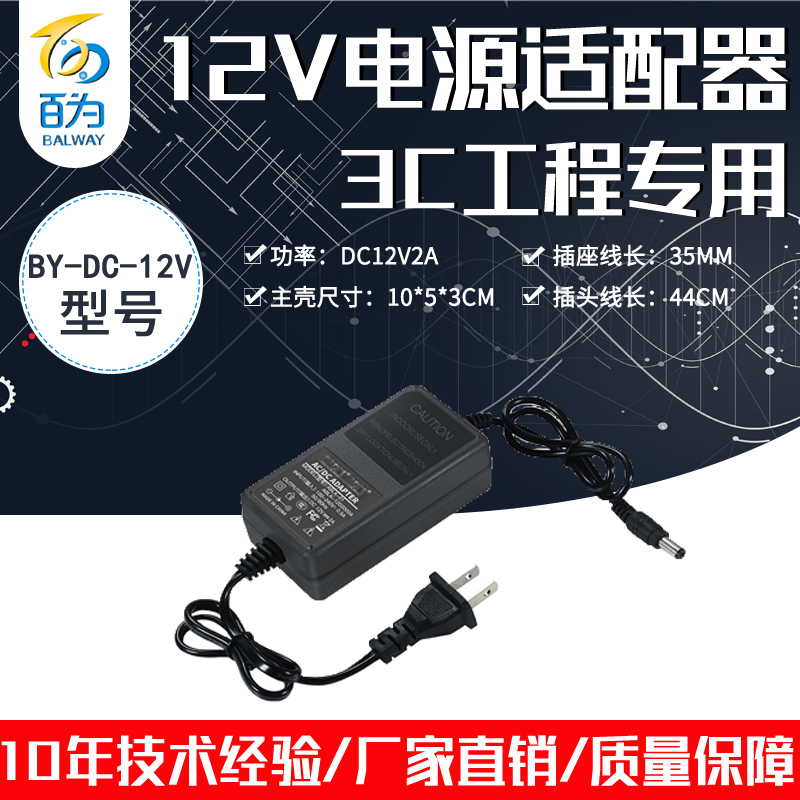 百为
BALWAY
12V电源适配器
3C工程专用
BY-DC-12V
型号
功率：DC12V2A
插座线长：35MM
主壳尺寸：10*5*3CM
插头线长：44CM
CAUTION
AC/DC ADAPTER
MADE IN CHINA
10年技术经验/厂家直销/质量保障